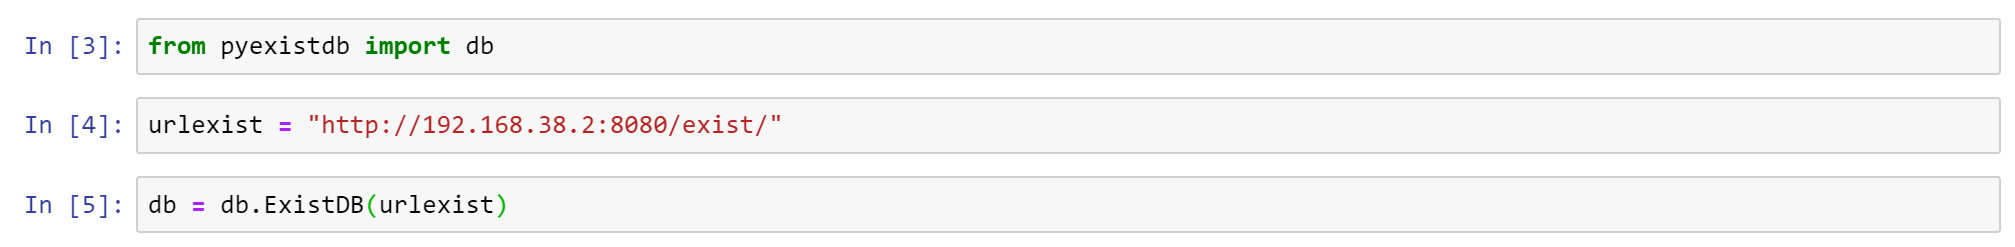 In [3]: from pyexistdb import db
In [4]: urlexist = "http://192.168.38.2:8080/exist/"
In [5]: db = db.ExistDB(urlexist)